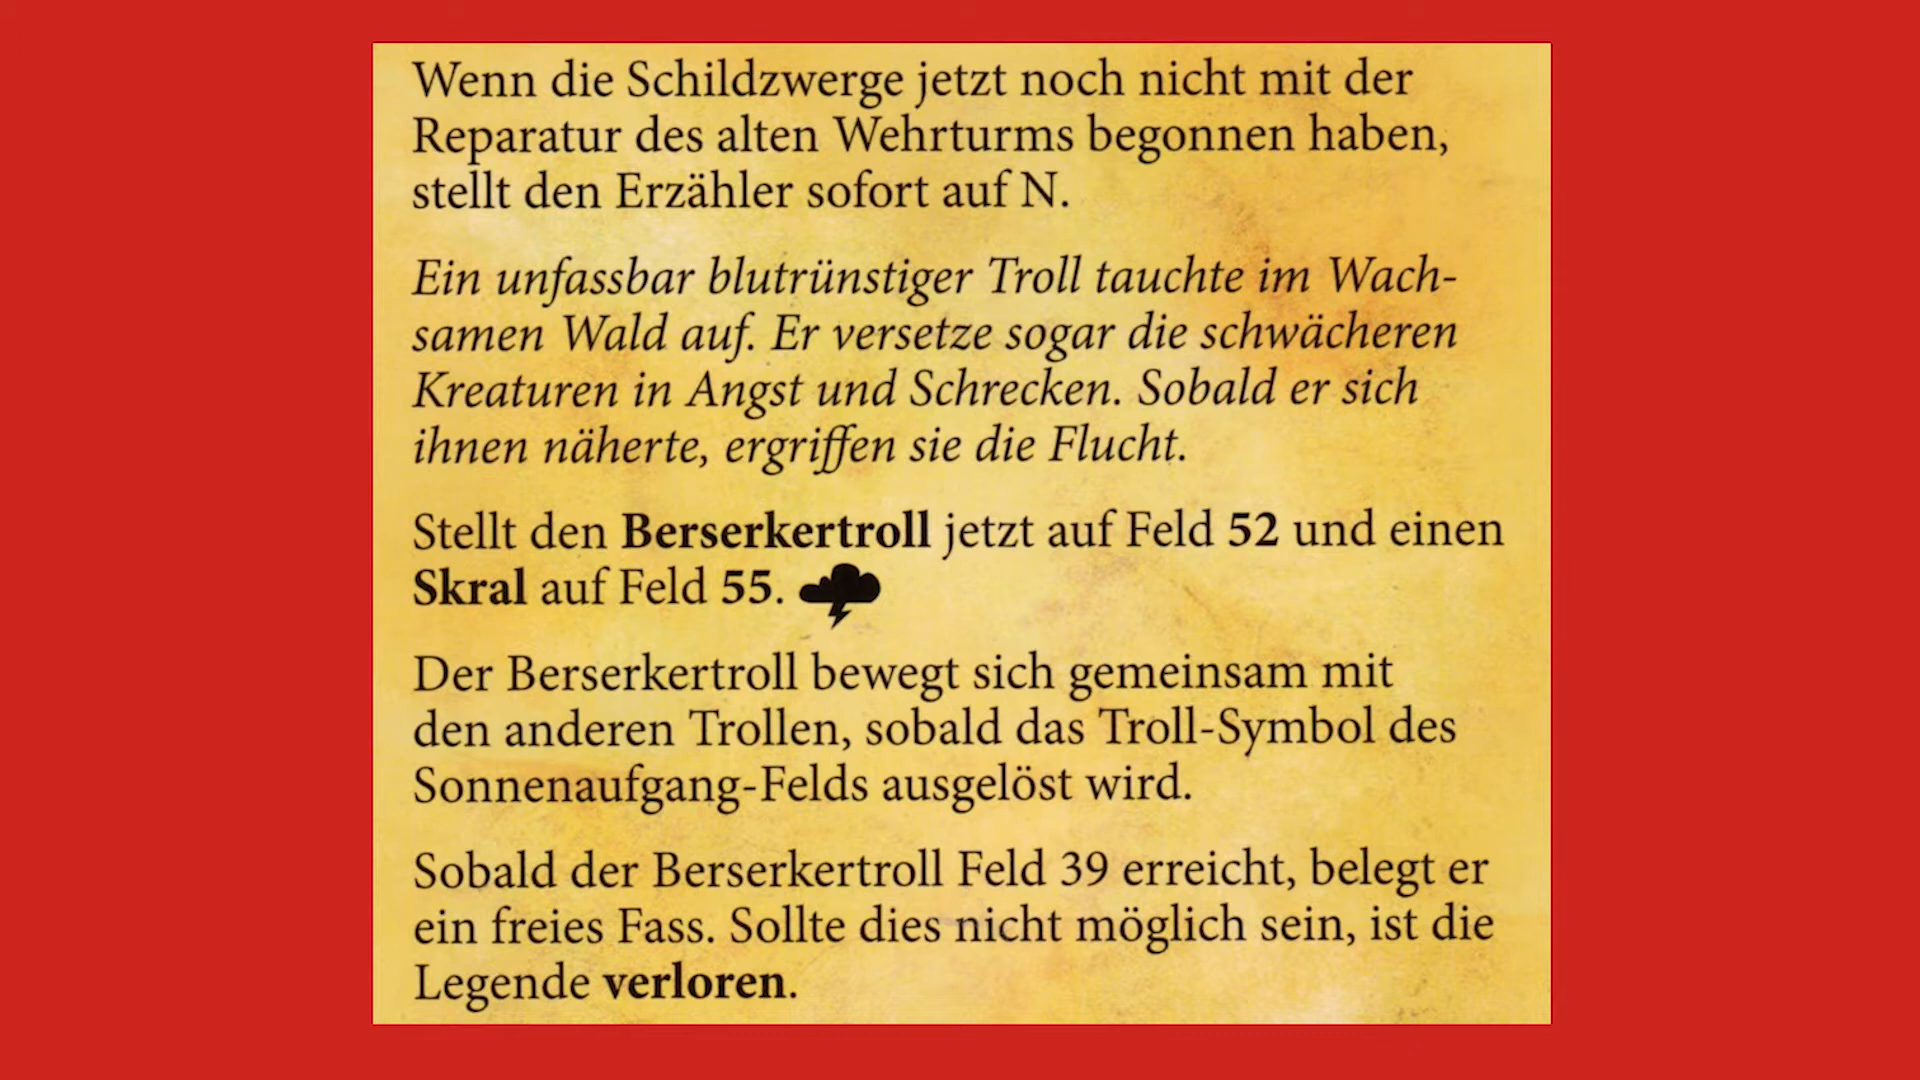 Wenn die Schildzwerge jetzt noch nicht mit der
Reparatur des alten Wehrturms begonnen haben,
stellt den Erzähler sofort auf N.
Ein unfassbar blutrünstiger Troll tauchte im Wach-
samen Wald auf. Er versetze sogar die schwächeren
Kreaturen in Angst und Schrecken. Sobald er sich
ihnen näherte, ergriffen sie die Flucht.
Stellt den Berserkertroll jetzt auf Feld 52 und einen
Skral auf Feld 55.
Der Berserkertroll bewegt sich gemeinsam mit
den anderen Trollen, sobald das Troll-Symbol des
Sonnenaufgang-Felds ausgelöst wird.
Sobald der Berserkertroll Feld 39 erreicht, belegt er
ein freies Fass. Sollte dies nicht möglich sein, ist die
Legende verloren.